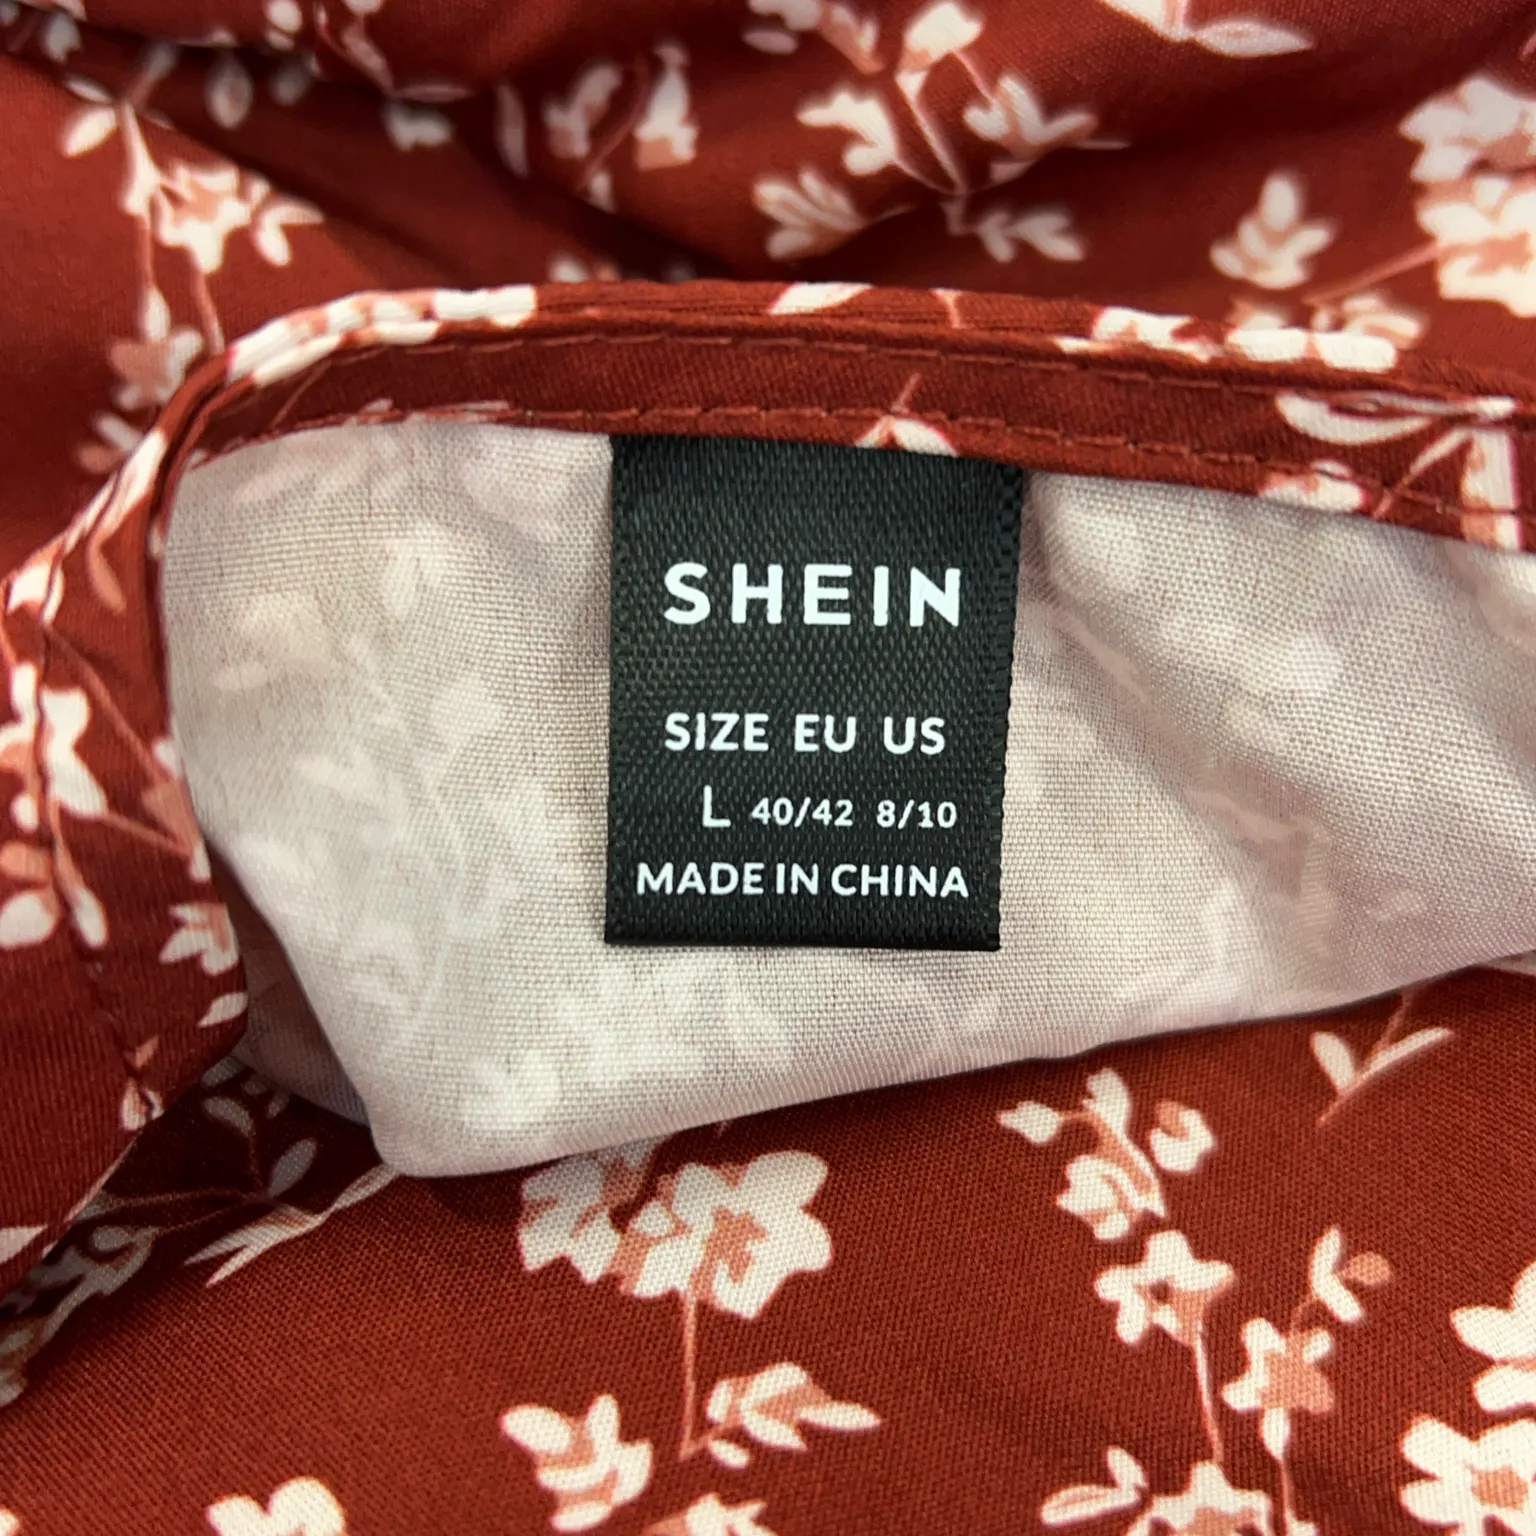 SHEIN
SIZE EU US
L 40/42 8/10
MADE IN CHINA